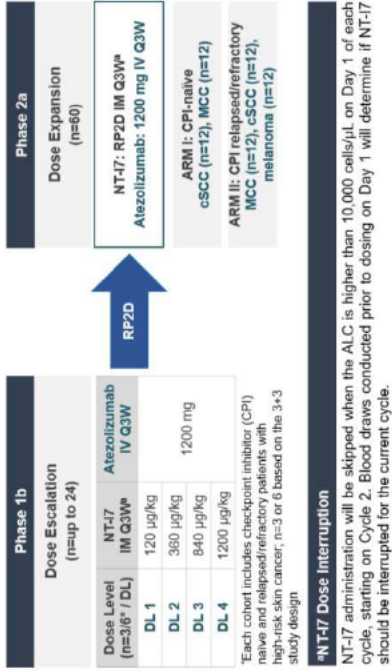 Phase 1b
Dose Escalation
(n=up to 24)
Dose Level
(n=3/6* / DL)
NT-I7
IM Q3Wª
Atezolizumab
IV Q3W
DL 1
120 µg/kg
DL 2
360 µg/kg
DL 3
840 µg/kg
DL 4
1200 µg/kg
1200 mg
*Each cohort includes checkpoint inhibitor (CPI)
naïve and relapsed/refractory patients with
high-risk skin cancer; n=3 or 6 based on the 3+3
study design
RP2D
Phase 2a
Dose Expansion
(n=60)
NT-I7: RP2D IM Q3Wª
Atezolizumab: 1200 mg IV Q3W
ARM I: CPI-naïve
cSCC (n=12), MCC (n=12)
ARM II: CPI relapsed/refractory
MCC (n=12), cSCC (n=12),
melanoma (n=12)
ªNT-I7 Dose Interruption
NT-I7 administration will be skipped when the ALC is higher than 10,000 cells/µL on Day 1 of each
cycle, starting on Cycle 2. Blood draws conducted prior to dosing on Day 1 will determine if NT-I7
should be interrupted for the current cycle.